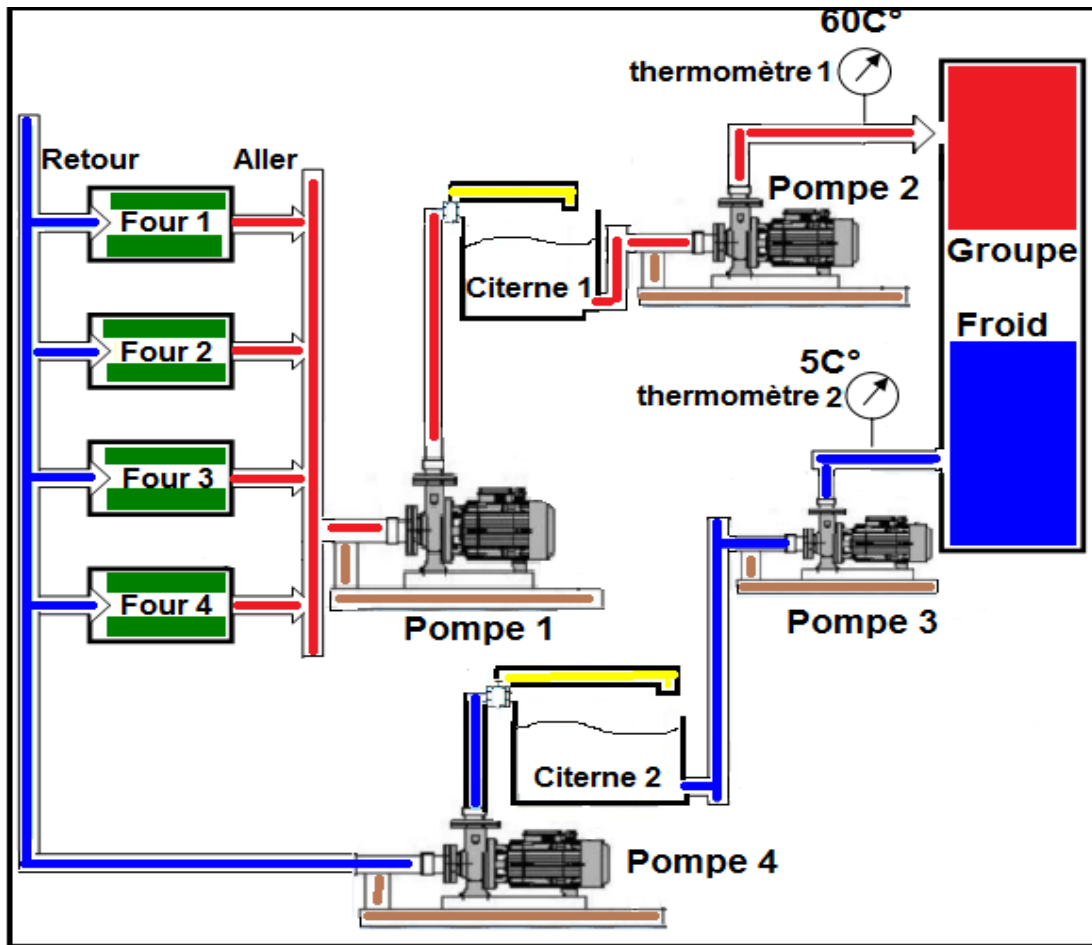 60C°
thermomètre 1
Retour
Aller
Pompe 2
Four 1
Citerne 1
Groupe
Froid
Four 2
5C°
thermomètre 2
Four 3
Four 4
Pompe 1
Pompe 3
Citerne 2
Pompe 4